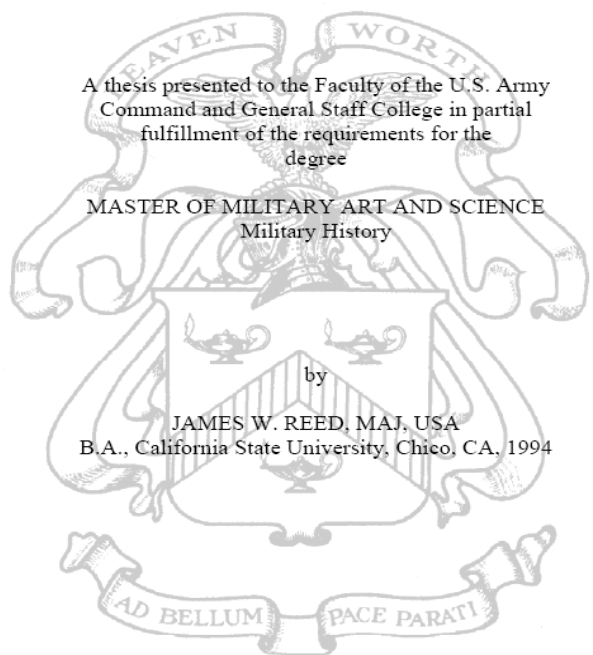 LEAVENWORTH
A thesis presented to the Faculty of the U.S. Army
Command and General Staff College in partial
fulfillment of the requirements for the
degree
MASTER OF MILITARY ART AND SCIENCE
Military History
by
JAMES W. REED, MAJ, USA
B.A., California State University, Chico, CA, 1994
AD BELLUM PACE PARATI